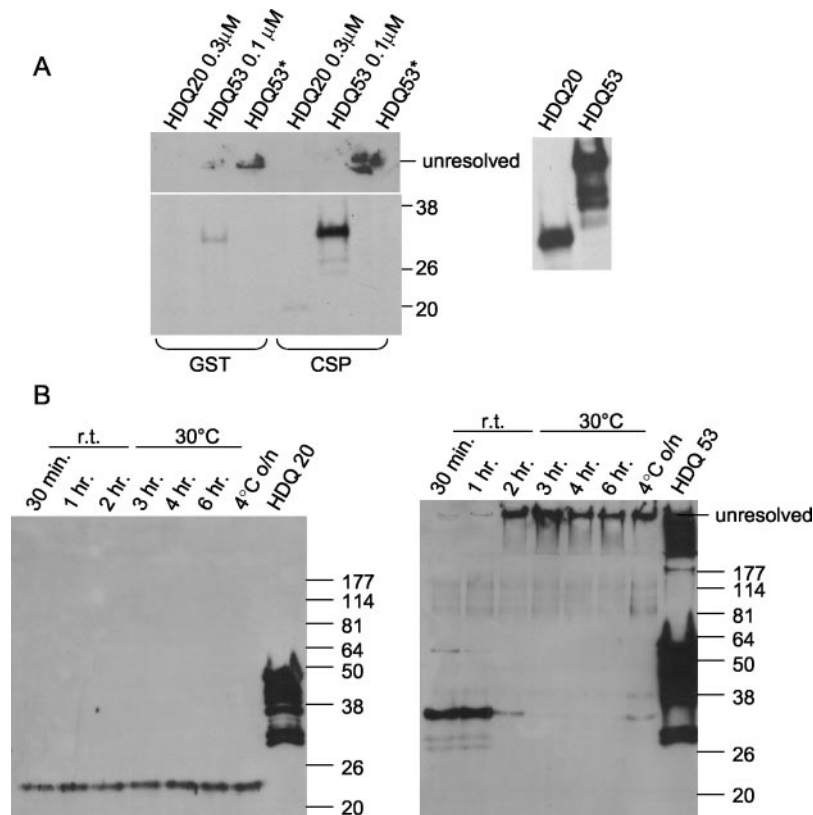 A
HDQ20 0.3μM
HDQ53 0.1 μM
HDQ53*
HDQ20 0.3μM
HDQ53 0.1μM
HDQ53*
unresolved
38
26
20
GST
CSP
HDQ20
HDQ53
B
r.t.
30°C
30 min.
1 hr.
2 hr.
3 hr.
4 hr.
6 hr.
4°C o/n
HDQ 20
177
114
81
64
50
38
26
20
r.t.
30°C
30 min.
1 hr.
2 hr.
3 hr.
4 hr.
6 hr.
4°C o/n
HDQ 53
unresolved
177
114
81
64
50
38
26
20